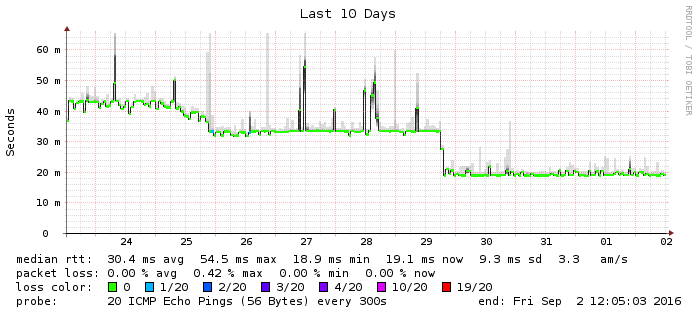 Last 10 Days
RRDTOOL / TOBI OETIKER
Seconds
60 m
50 m
40 m
30 m
20 m
10 m
0
24 25 26 27 28 29 30 31 01 02
median rtt: 30.4 ms avg 54.5 ms max 18.9 ms min 19.1 ms now 9.3 ms sd 3.3 am/s
packet loss: 0.00 % avg 0.42 % max 0.00 % min 0.00 % now
loss color: 0 1/20 2/20 3/20 4/20 10/20 19/20
probe: 20 ICMP Echo Pings (56 Bytes) every 300s end: Fri Sep 2 12:05:03 2016